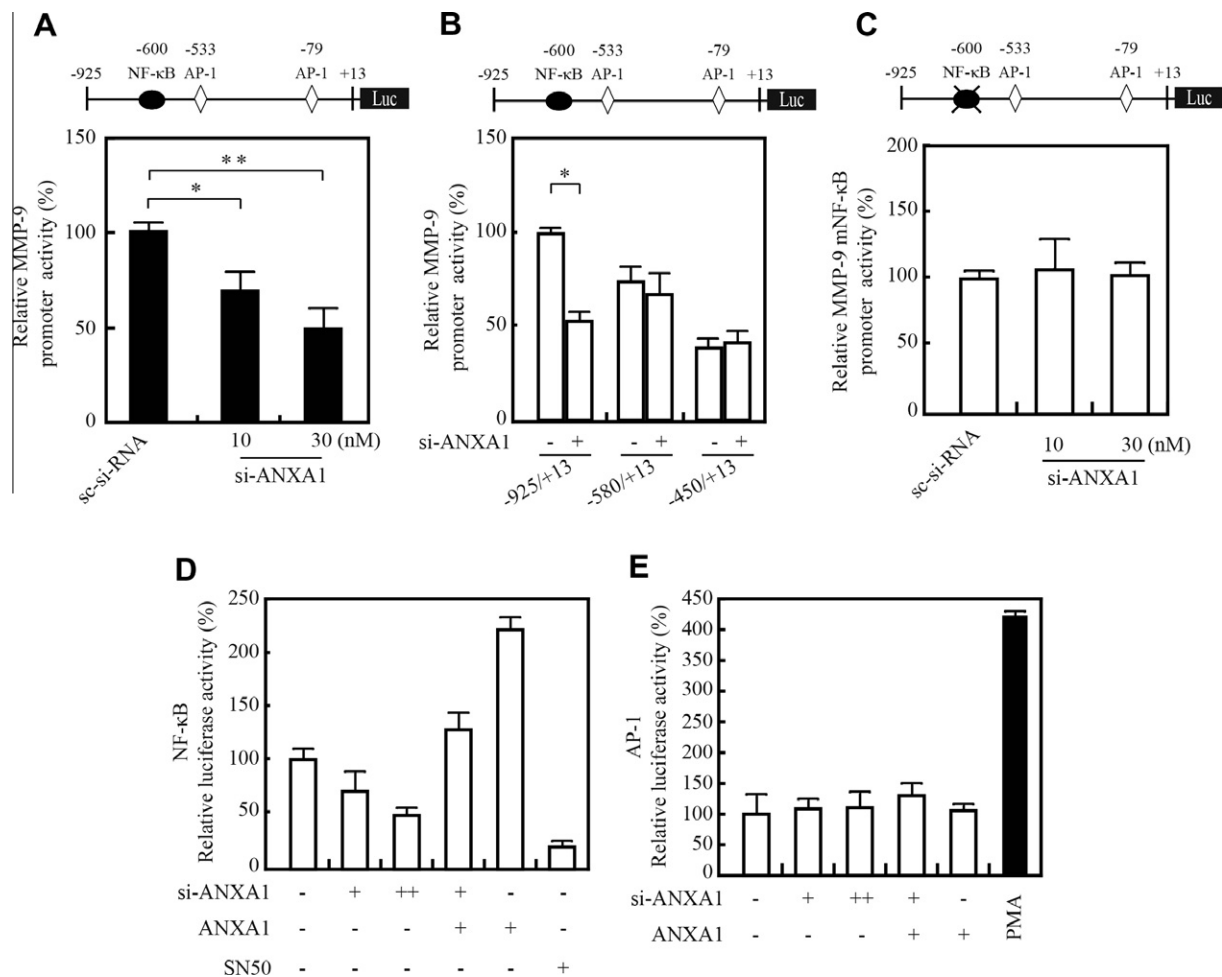 A
-600 -533 -79
-925 NF-κB AP-1 AP-1 +13
Luc
Relative MMP-9
promoter activity (%)
150
100
50
0
* *
*
sc-si-RNA
10 30 (nM)
si-ANXA1
B
-600 -533 -79
-925 NF-κB AP-1 AP-1 +13
Luc
Relative MMP-9
promoter activity (%)
150
100
50
0
*
si-ANXA1 - + - + - +
-925/+13 -580/+13 -450/+13
C
-600 -533 -79
-925 NF-κB AP-1 AP-1 +13
Luc
Relative MMP-9 mNF-κB
promoter activity (%)
200
150
100
50
0
sc-si-RNA
10 30 (nM)
si-ANXA1
D
NF-κB
Relative luciferase activity (%)
250
200
150
100
50
0
si-ANXA1 - + ++ + - -
ANXA1 - - - + + -
SN50 - - - - - +
E
AP-1
Relative luciferase activity (%)
450
400
350
300
250
200
150
100
50
0
si-ANXA1 - + ++ + -
ANXA1 - - - + +
PMA